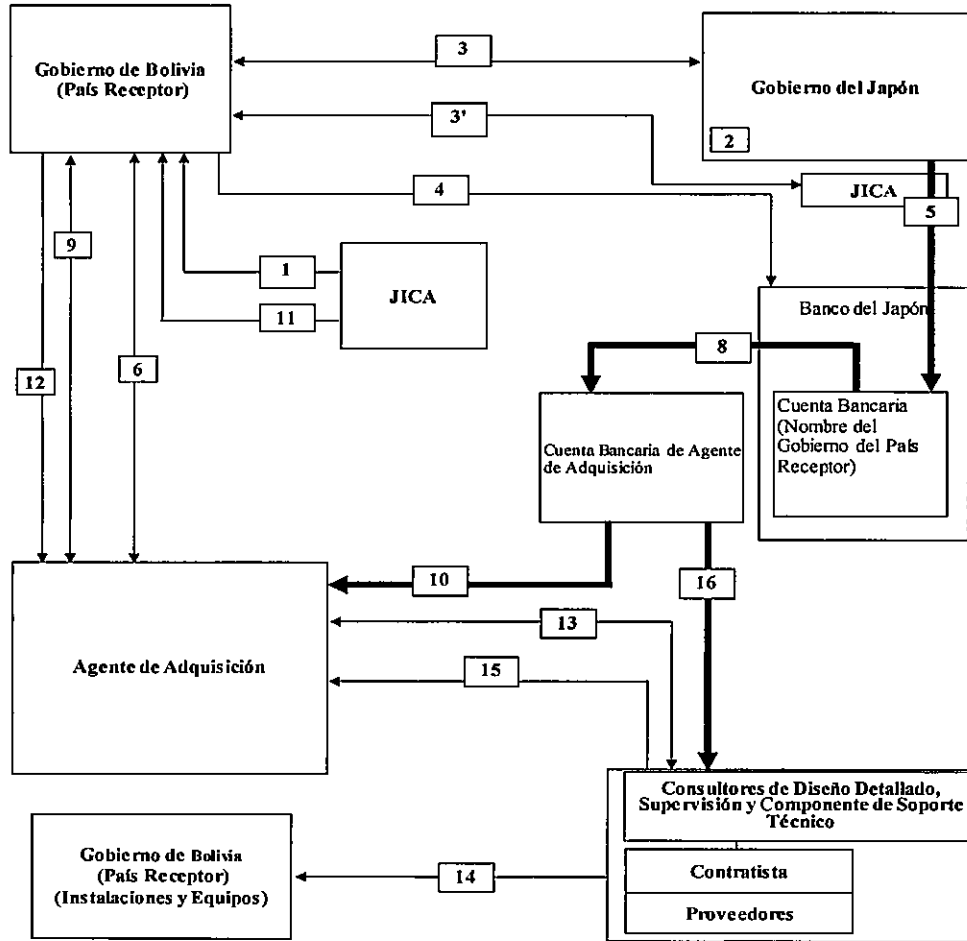 Gobierno de Bolivia
(País Receptor)
3
Gobierno del Japón
2
3'
JICA
4
5
9
1
JICA
11
Banco del Japón
8
12
6
Cuenta Bancaria
(Nombre del
Gobierno del País
Receptor)
Cuenta Bancaria de Agente
de Adquisición
10
16
13
Agente de Adquisición
15
Consultores de Diseño Detallado,
Supervisión y Componente de Soporte
Técnico
Gobierno de Bolivia
(País Receptor)
(Instalaciones y Equipos)
14
Contratista
Proveedores